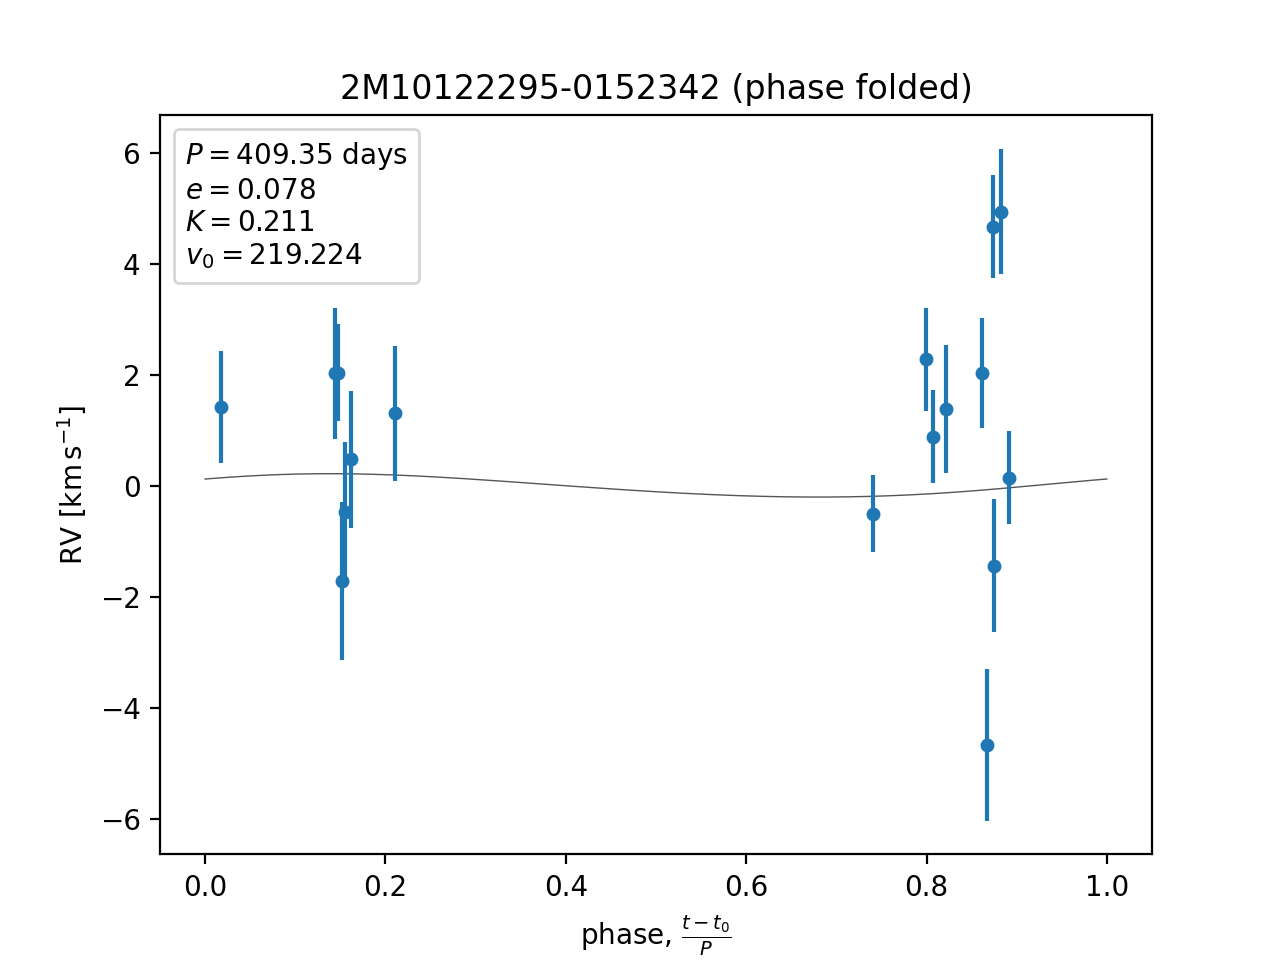 2M10122295-0152342 (phase folded)
P = 409.35 days
e = 0.078
K = 0.211
v₀ = 219.224
6
4
2
0
−2
−4
−6
RV [km s⁻¹]
0.0 0.2 0.4 0.6 0.8 1.0
phase, (t − t₀)/P